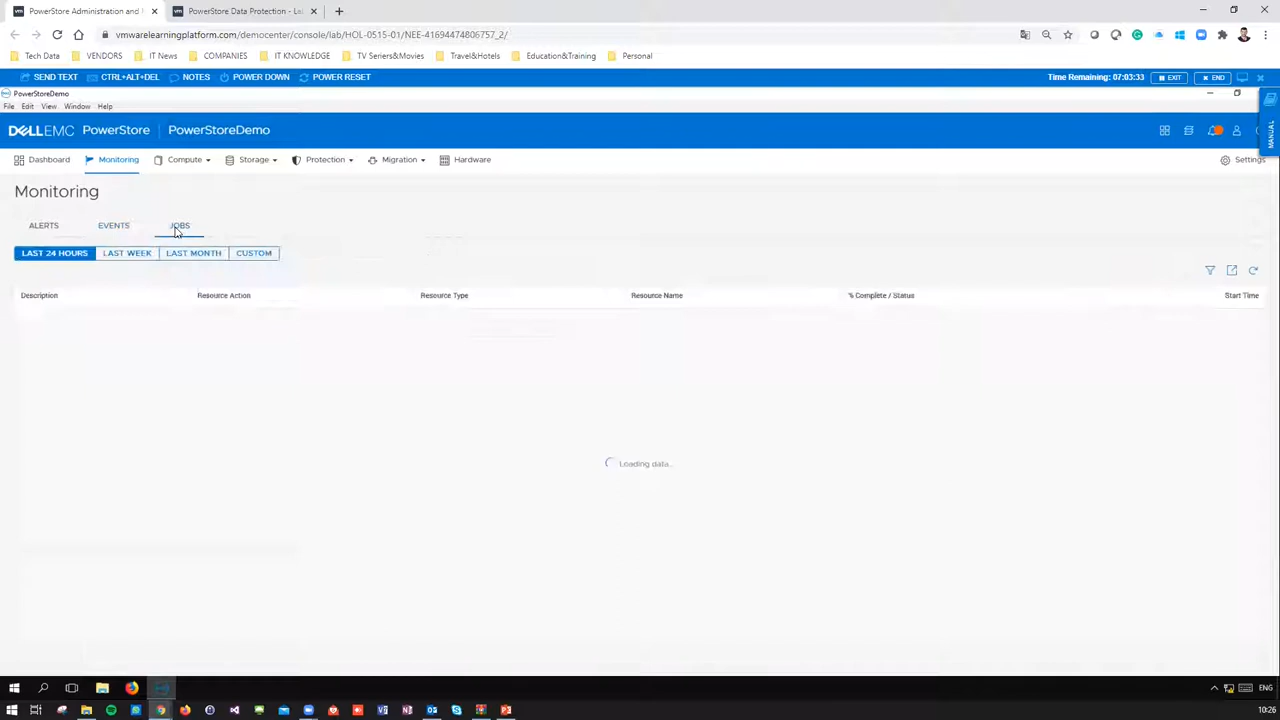 PowerStore Administration and
PowerStore Data Protection - La
vmwarelearningplatform.com/democenter/console/lab/HOL-0515-01/NEE-41694474806757_2/
Tech Data
VENDORS
IT News
COMPANIES
IT KNOWLEDGE
TV Seriers&Movies
Travel&Hotels
Education&Training
Personal
SEND TEXT
CTRL+ALT+DEL
NOTES
POWER DOWN
POWER RESET
Time Remaining: 07:03:33
EXIT
END
PowerStoreDemo
File Edit View Window Help
MANUAL
DELLEMC PowerStore PowerStoreDemo
Dashboard
Monitoring
Compute
Storage
Protection
Migration
Hardware
Settings
Monitoring
ALERTS
EVENTS
JOBS
LAST 24 HOURS
LAST WEEK
LAST MONTH
CUSTOM
Description
Resource Action
Resource Type
Resource Name
% Complete / Status
Start Time
Loading data...
ENG
ENG
10:26